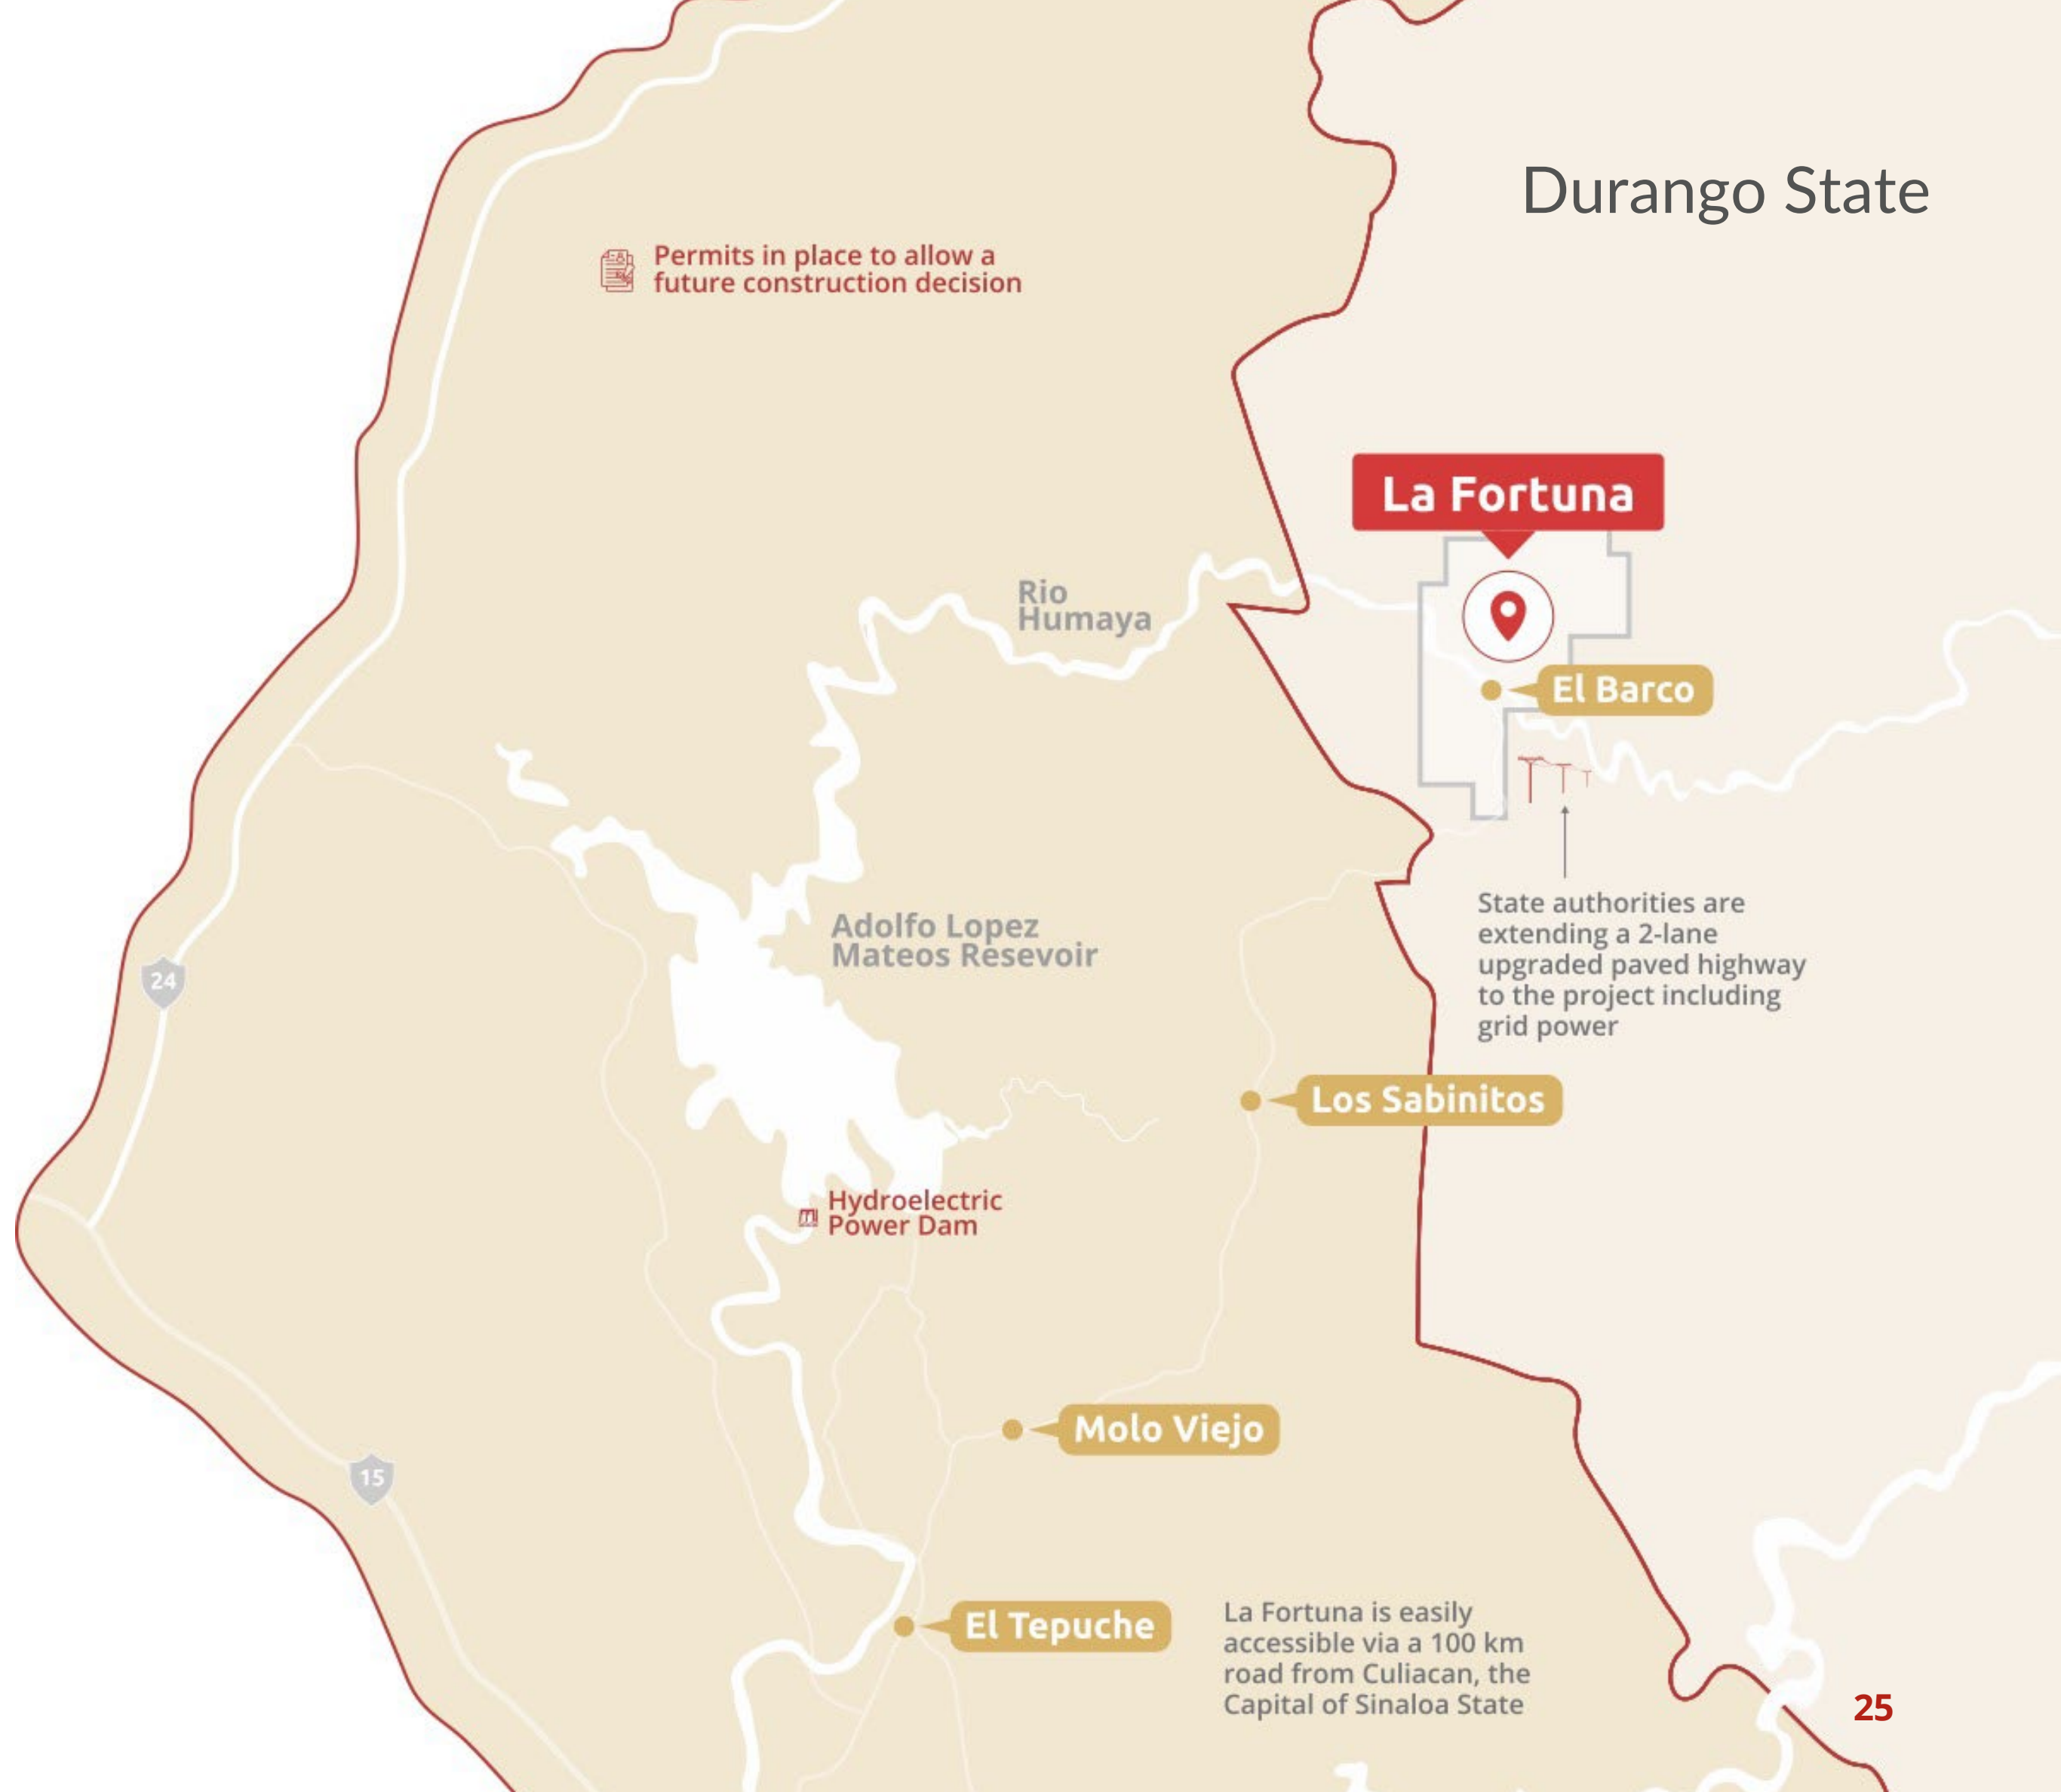 Durango State
Permits in place to allow a
future construction decision
La Fortuna
Rio
Humaya
El Barco
Adolfo Lopez
Mateos Resevoir
24
State authorities are
extending a 2-lane
upgraded paved highway
to the project including
grid power
Los Sabinitos
Hydroelectric
Power Dam
Molo Viejo
15
El Tepuche
La Fortuna is easily
accessible via a 100 km
road from Culiacan, the
Capital of Sinaloa State
25